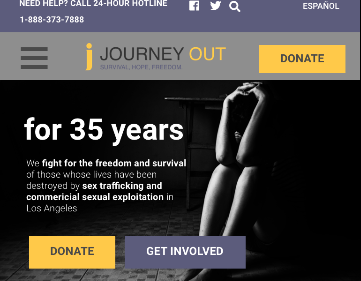 NEED HELP? CALL 24-HOUR HOTLINE
1-888-373-7888
ESPAÑOL
j JOURNEY OUT
SURVIVAL, HOPE, FREEDOM
DONATE
for 35 years
We fight for the freedom and survival
of those whose lives have been
destroyed by sex trafficking and
commericial sexual exploitation in
Los Angeles
DONATE
GET INVOLVED